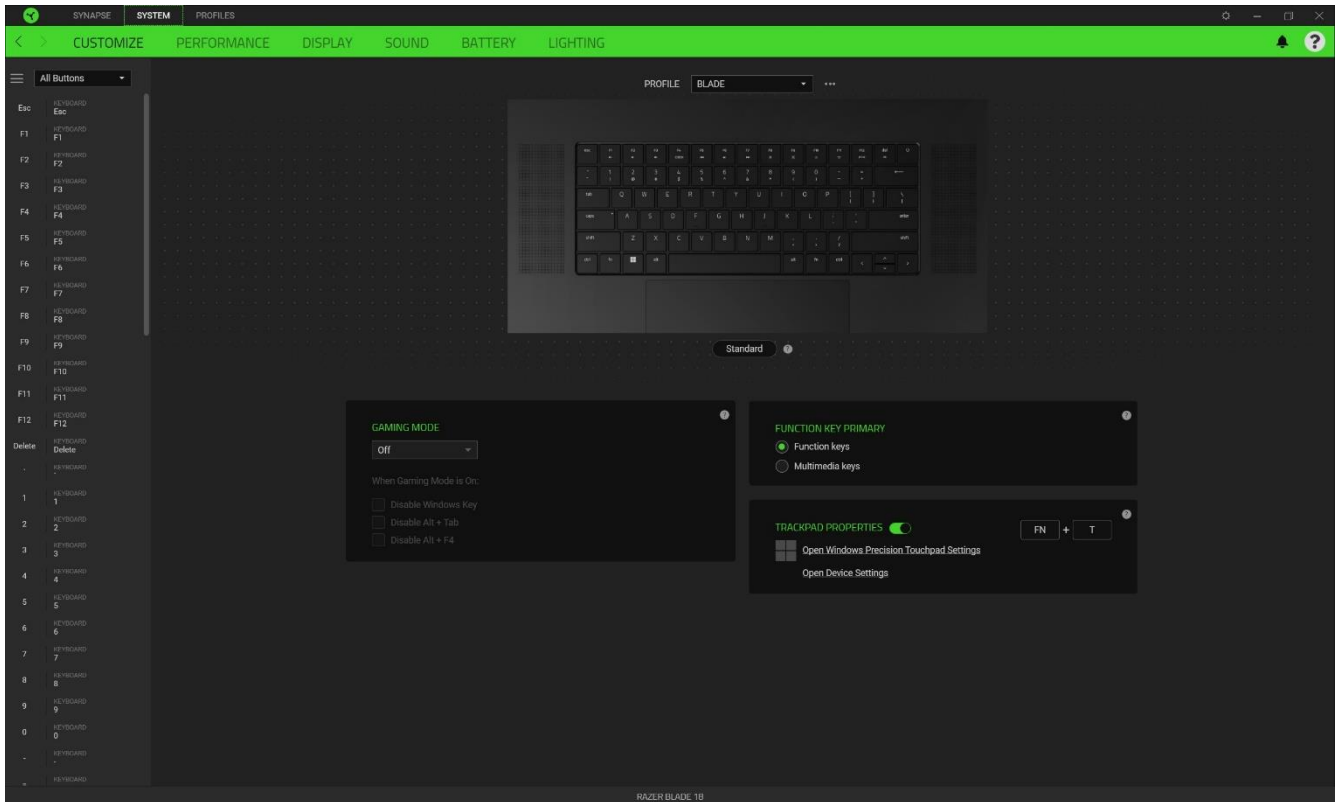 SYNAPSE SYSTEM PROFILES
CUSTOMIZE PERFORMANCE DISPLAY SOUND BATTERY LIGHTING
All Buttons
PROFILE BLADE
Esc KEYBOARD Esc
F1 KEYBOARD F1
F2 KEYBOARD F2
F3 KEYBOARD F3
F4 KEYBOARD F4
F5 KEYBOARD F5
F6 KEYBOARD F6
F7 KEYBOARD F7
F8 KEYBOARD F8
F9 KEYBOARD F9
F10 KEYBOARD F10
F11 KEYBOARD F11
F12 KEYBOARD F12
Delete KEYBOARD Delete
KEYBOARD
1 KEYBOARD 1
2 KEYBOARD 2
3 KEYBOARD 3
4 KEYBOARD 4
5 KEYBOARD 5
6 KEYBOARD 6
7 KEYBOARD 7
8 KEYBOARD 8
9 KEYBOARD 9
0 KEYBOARD 0
- KEYBOARD -
KEYBOARD
Q W E R T Y U I O P
A S D F G H J K L
Z X C V B N M
Standard ?
GAMING MODE ?
Off
When Gaming Mode is On:
Disable Windows Key
Disable Alt + Tab
Disable Alt + F4
FUNCTION KEY PRIMARY ?
Function keys
Multimedia keys
TRACKPAD PROPERTIES FN + T ?
Open Windows Precision Touchpad Settings
Open Device Settings
RAZER BLADE 18